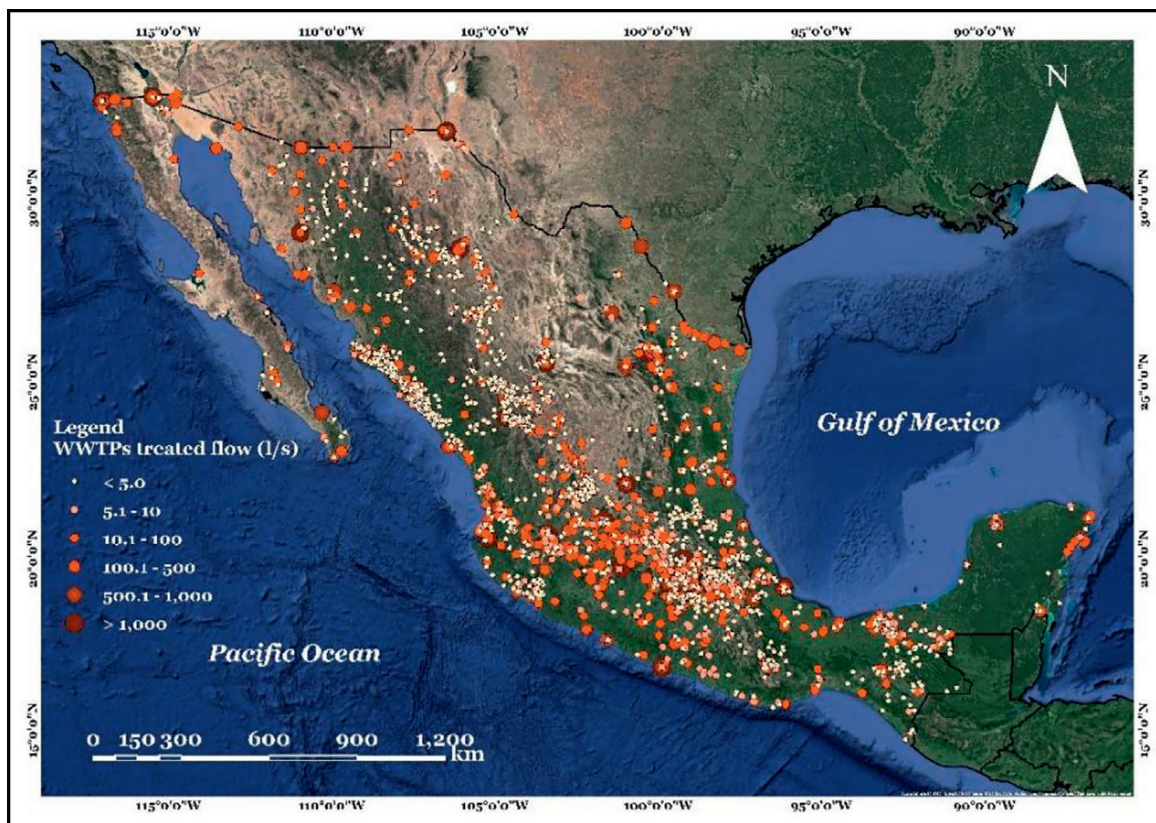 115°0'0"W 110°0'0"W 105°0'0"W 100°0'0"W 95°0'0"W 90°0'0"W
N
30°0'0"N 30°0'0"N
25°0'0"N 25°0'0"N
Gulf of Mexico
Legend
WWTPs treated flow (l/s)
< 5.0
5.1 - 10
10.1 - 100
100.1 - 500
500.1 - 1,000
> 1,000
20°0'0"N 20°0'0"N
Pacific Ocean
15°0'0"N 15°0'0"N
0 150 300 600 900 1,200
km
115°0'0"W 110°0'0"W 105°0'0"W 100°0'0"W 95°0'0"W 90°0'0"W